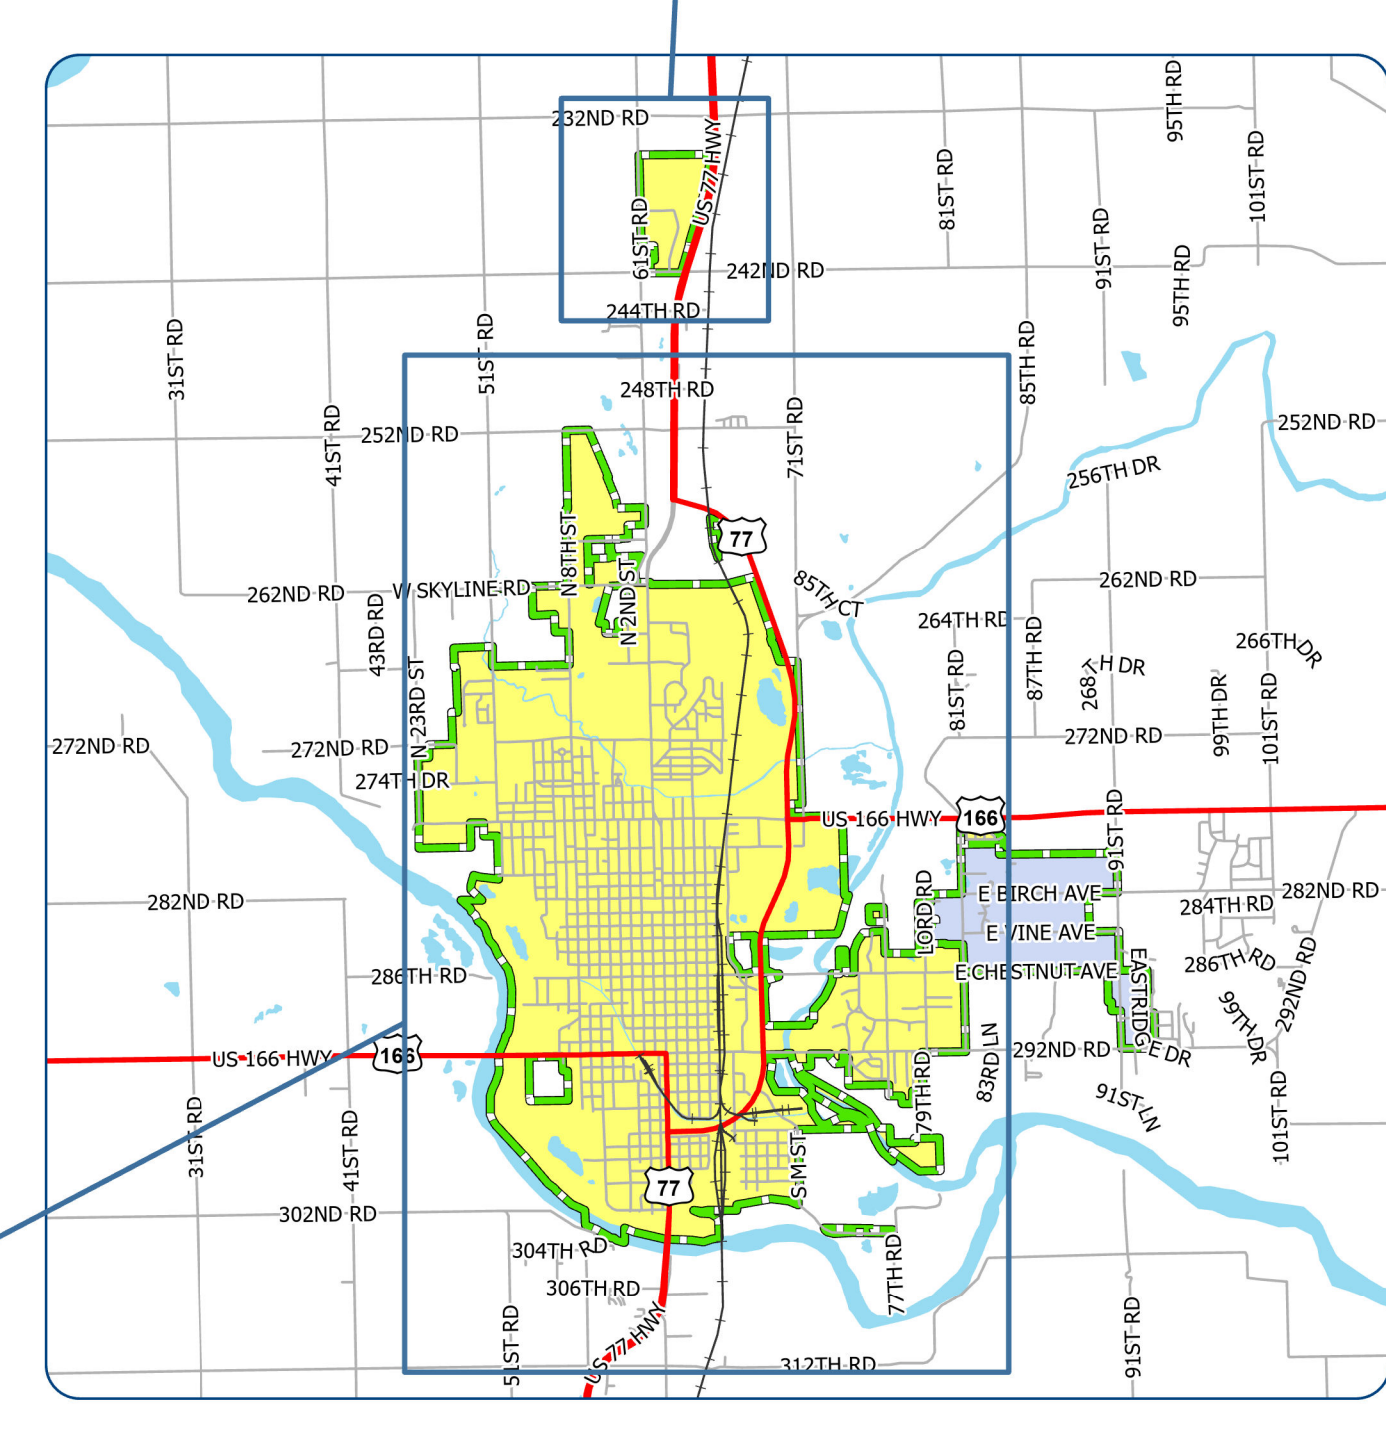 95TH RD
232ND RD
US 77 HWY
81ST RD
101ST RD
61ST RD
91ST RD
95TH RD
242ND RD
244TH RD
31ST RD
51ST RD
85TH RD
248TH RD
71ST RD
41ST RD
252ND RD
252ND RD
256TH DR
77
N 8TH ST
262ND RD
W SKYLINE RD
N 2ND ST
85TH CT
262ND RD
43RD RD
264TH RD
87TH RD
266TH DR
268TH DR
N 23RD ST
81ST RD
99TH DR
101ST RD
272ND RD
272ND RD
272ND RD
274TH DR
US 166 HWY
166
91ST RD
282ND RD
LORD RD
E BIRCH AVE
282ND RD
284TH RD
E VINE AVE
286TH RD
E CHESTNUT AVE
EASTRIDGE DR
286TH RD
292ND RD
99TH DR
US 166 HWY
166
83RD LN
292ND RD
79TH RD
91ST LN
31ST RD
41ST RD
101ST RD
S M ST
77
302ND RD
304TH RD
77TH RD
306TH RD
US 77 HWY
51ST RD
312TH RD
91ST RD